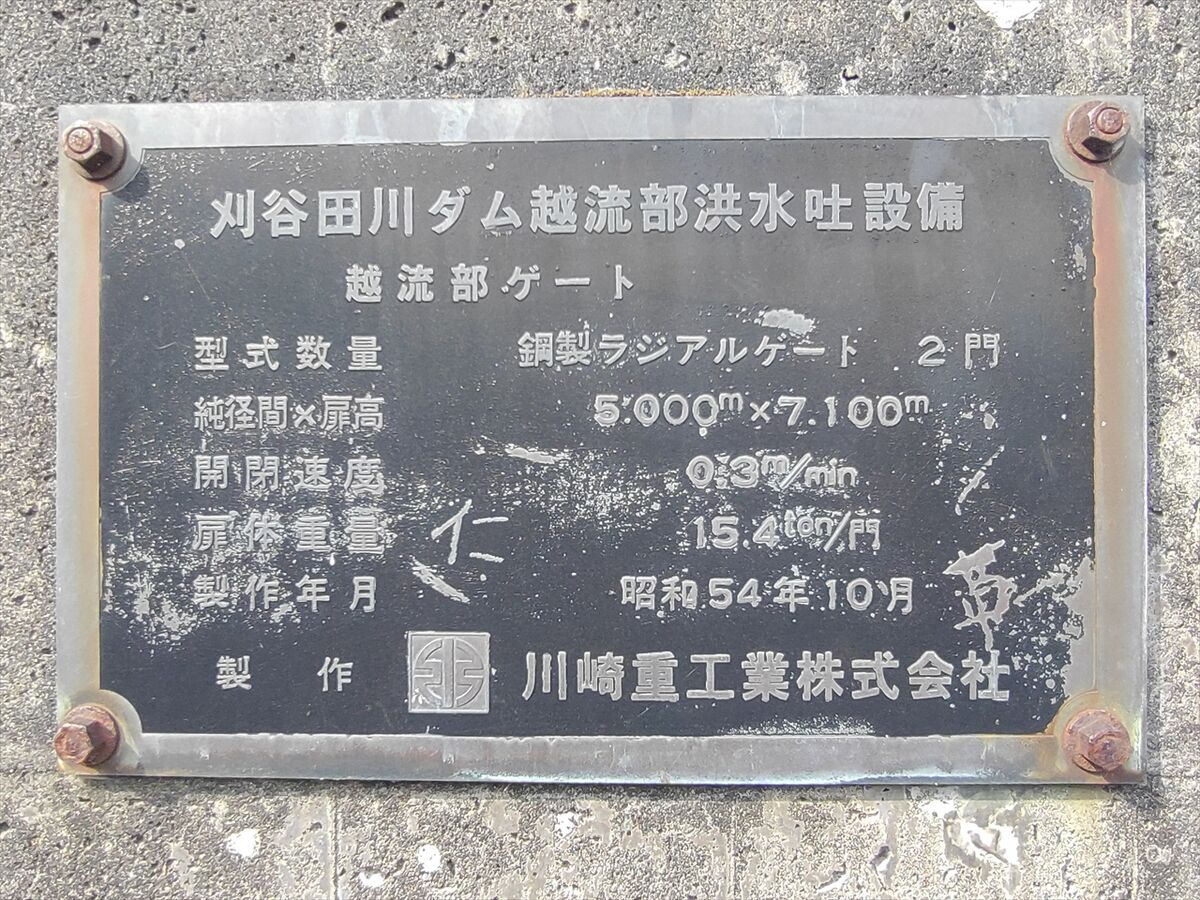 刈谷田川ダム越流部洪水吐設備
越流部ゲート
型式数量 鋼製ラジアルゲート 2門
純径間×扉高 5.000m×7.100m
開閉速度 0.3m/min
扉体重量 15.4ton/門
製作年月 昭和54年10月
製作 川崎重工業株式会社